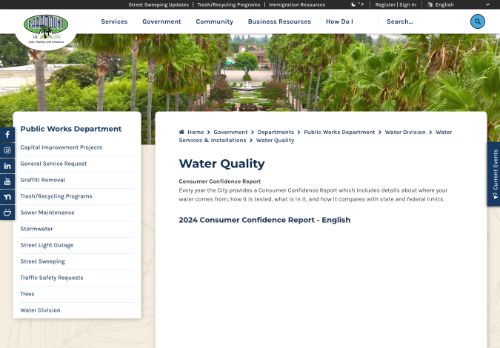 Street Sweeping Updates | Trash/Recycling Programs | Immigration Resources
° F | Register | Sign In | English
PARAMOUNT
Services Government Community Business Resources How Do I Search...
Public Works Department
Capital Improvement Projects
General Service Request
Graffiti Removal
Trash/Recycling Programs
Sewer Maintenance
Stormwater
Street Light Outage
Street Sweeping
Traffic Safety Requests
Trees
Water Division
Home > Government > Departments > Public Works Department > Water Division > Water
Services & Installations > Water Quality
Water Quality
Consumer Confidence Report
Every year the City provides a Consumer Confidence Report which includes details about where your
water comes from, how it is tested, what is in it, and how it compares with state and federal limits.
2024 Consumer Confidence Report - English
Current Events